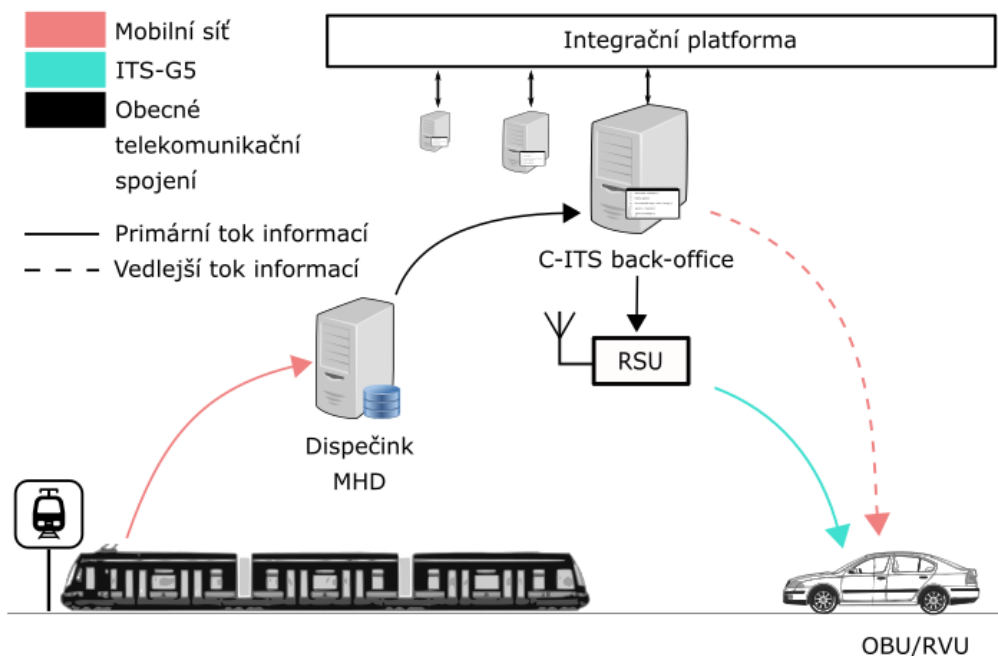 Mobilní síť
ITS-G5
Obecné
telekomunikační
spojení
Primární tok informací
Vedlejší tok informací
Integrační platforma
C-ITS back-office
RSU
Dispečink
MHD
OBU/RVU